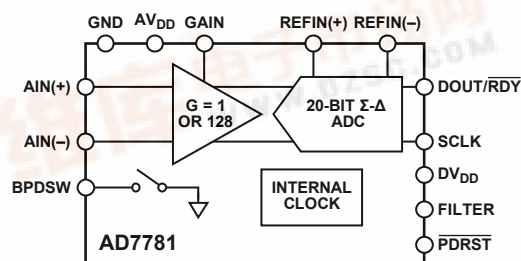 GND AVDD GAIN REFIN(+) REFIN(–)
AIN(+)
G = 1
OR 128
20-BIT Σ-Δ
ADC
DOUT/RDY
AIN(–)
SCLK
BPDSW
INTERNAL
CLOCK
DVDD
FILTER
AD7781
PDRST